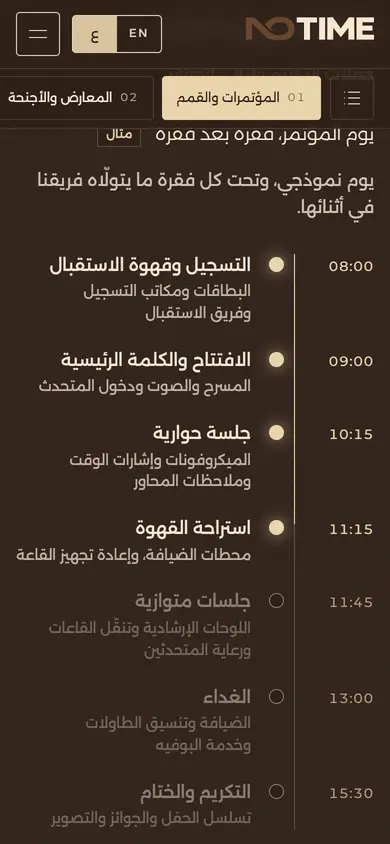 NOTIME
EN
ع
01 المؤتمرات والقمم
02 المعارض والأجنحة
يوم المؤتمر، فقرة بعد فقرة
مثال
يوم نموذجي، وتحت كل فقرة ما يتولّاه فريقنا
في أثنائها.
08:00
التسجيل وقهوة الاستقبال
البطاقات ومكاتب التسجيل
وفريق الاستقبال
09:00
الافتتاح والكلمة الرئيسية
المسرح والصوت ودخول المتحدث
10:15
جلسة حوارية
الميكروفونات وإشارات الوقت
وملاحظات المحاور
11:15
استراحة القهوة
محطات الضيافة، وإعادة تجهيز القاعة
11:45
جلسات متوازية
اللوحات الإرشادية وتنقّل القاعات
ورعاية المتحدثين
13:00
الغداء
الضيافة وتنسيق الطاولات
وخدمة البوفيه
15:30
التكريم والختام
تسلسل الحفل والجوائز والتصوير